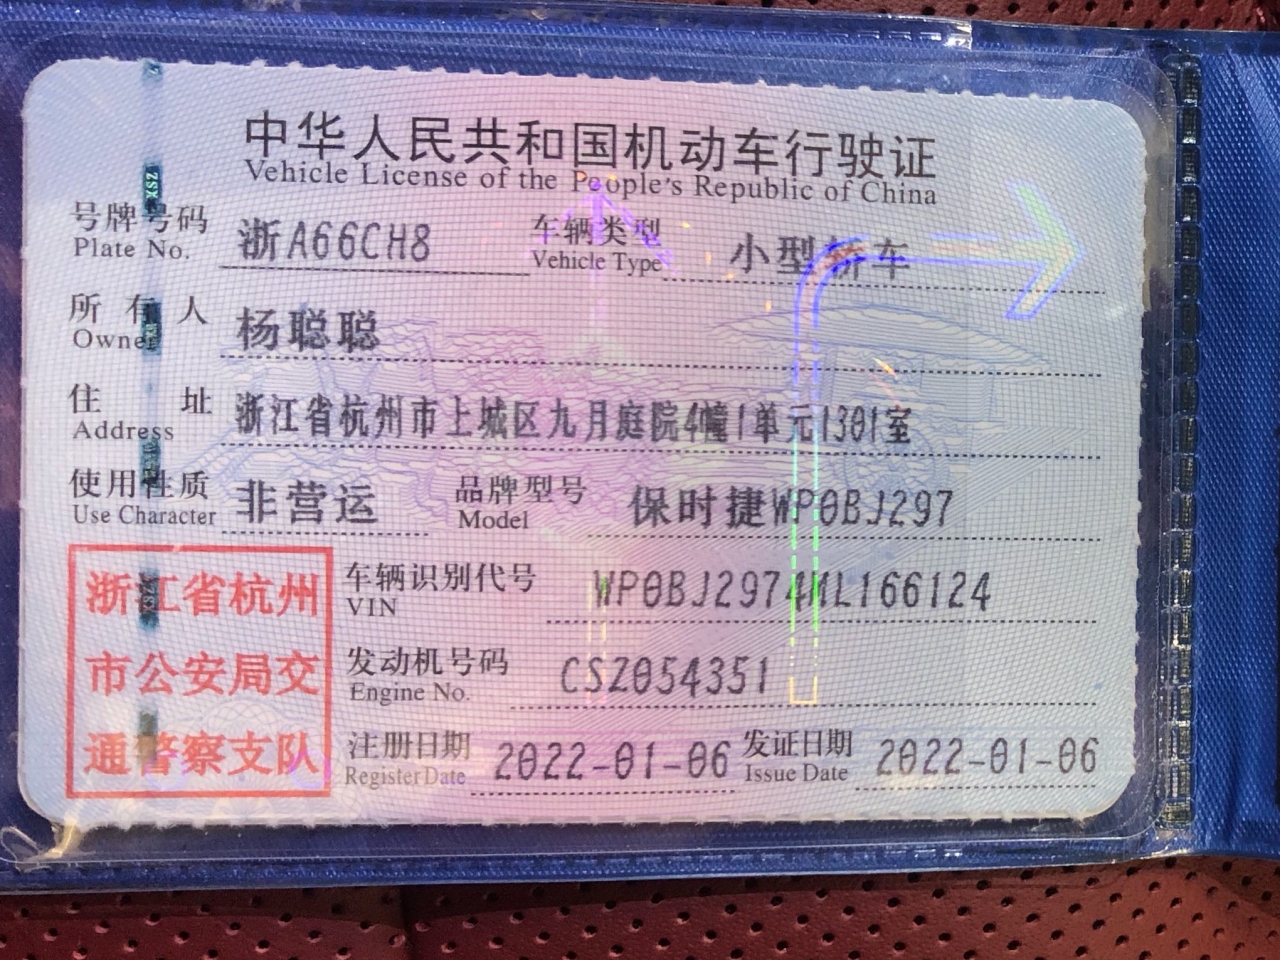 中华人民共和国机动车行驶证
Vehicle License of the People's Republic of China
号牌号码 浙A66CH8 车辆类型 小型轿车
Plate No. Vehicle Type
所有人 杨聪聪
Owner
住址 浙江省杭州市上城区九月庭院4幢1单元1301室
Address
使用性质 非营运 品牌型号 保时捷WP0BJ297
Use Character Model
车辆识别代号 WP0BJ2974ML166124
VIN
发动机号码 CSZ054351
Engine No.
注册日期 2022-01-06 发证日期 2022-01-06
Register Date Issue Date
浙江省杭州
市公安局交
通警察支队